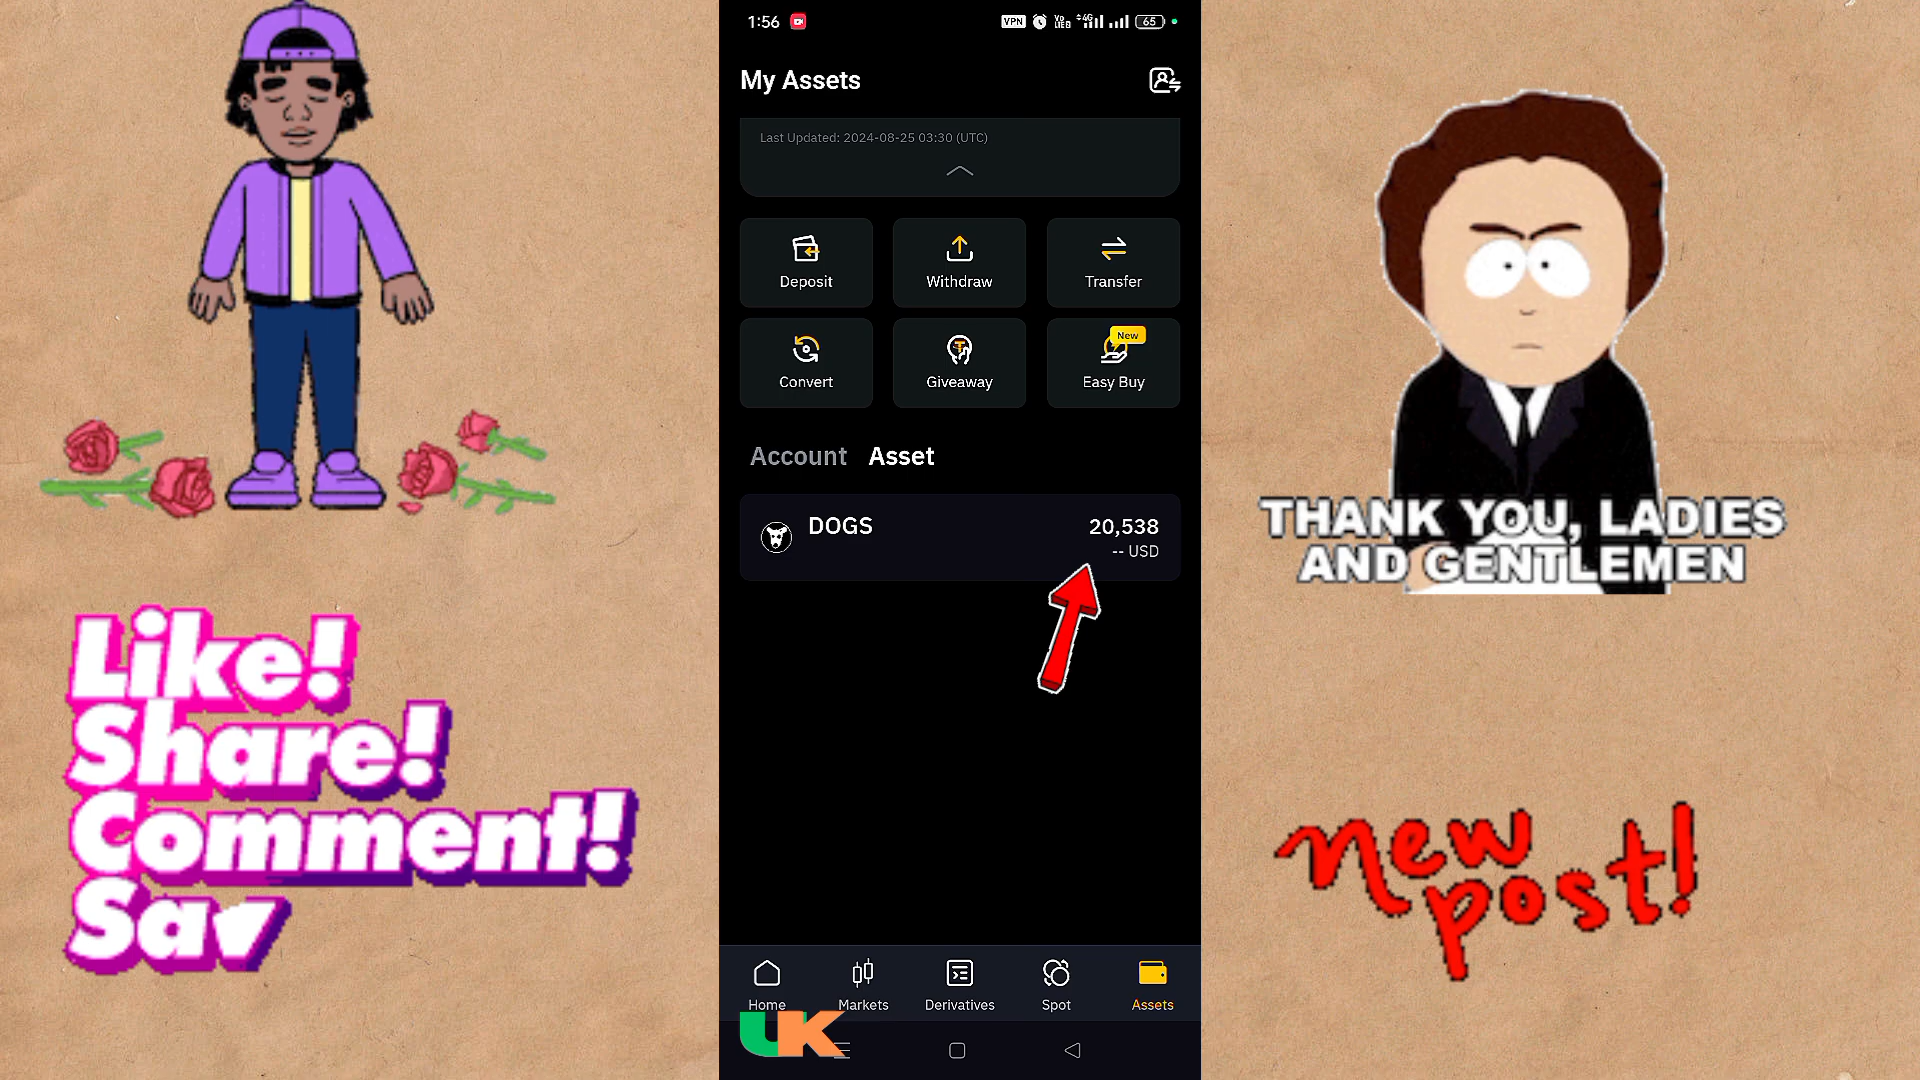 1:56
VPN
4G
65
My Assets
Last Updated: 2024-08-25 03:30 (UTC)
Deposit
Withdraw
Transfer
Convert
Giveaway
New
Easy Buy
Account Asset
DOGS
20,538
-- USD
Home
Markets
Derivatives
Spot
Assets
UK
Like!
Share!
Comment!
Sav
THANK YOU, LADIES
AND GENTLEMEN
new
post!